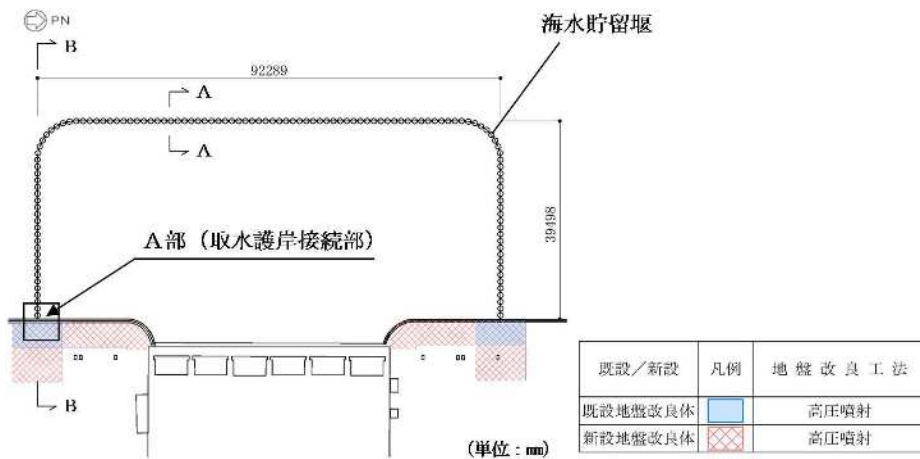 PN
B
92289
海水貯留堰
A
A
39498
A部（取水護岸接続部）
B
(単位：mm)
既設／新設 凡例 地盤改良工法
既設地盤改良体 高圧噴射
新設地盤改良体 高圧噴射